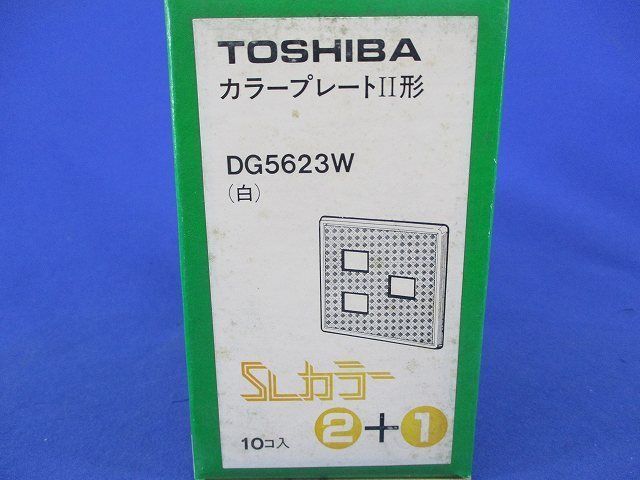 TOSHIBA
カラープレートII形
DG5623W
(白)
SLカラー
10コ入 2+1